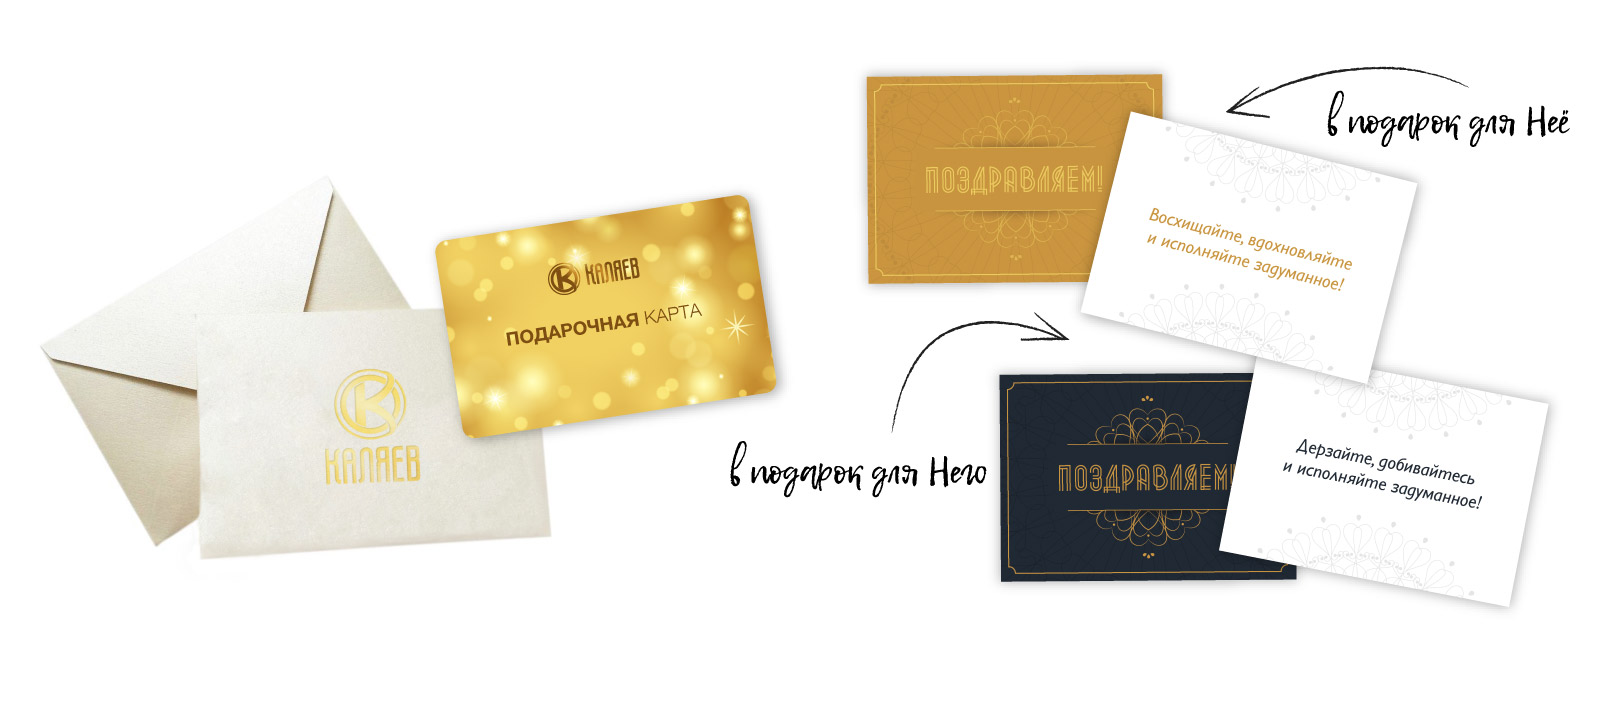 КАЛЯЕВ
КАЛЯЕВ
ПОДАРОЧНАЯ КАРТА
ПОЗДРАВЛЯЕМ!
в подарок для Неё
Восхищайте, вдохновляйте
и исполняйте задуманное!
в подарок для Него
ПОЗДРАВЛЯЕМ!
Дерзайте, добивайтесь
и исполняйте задуманное!